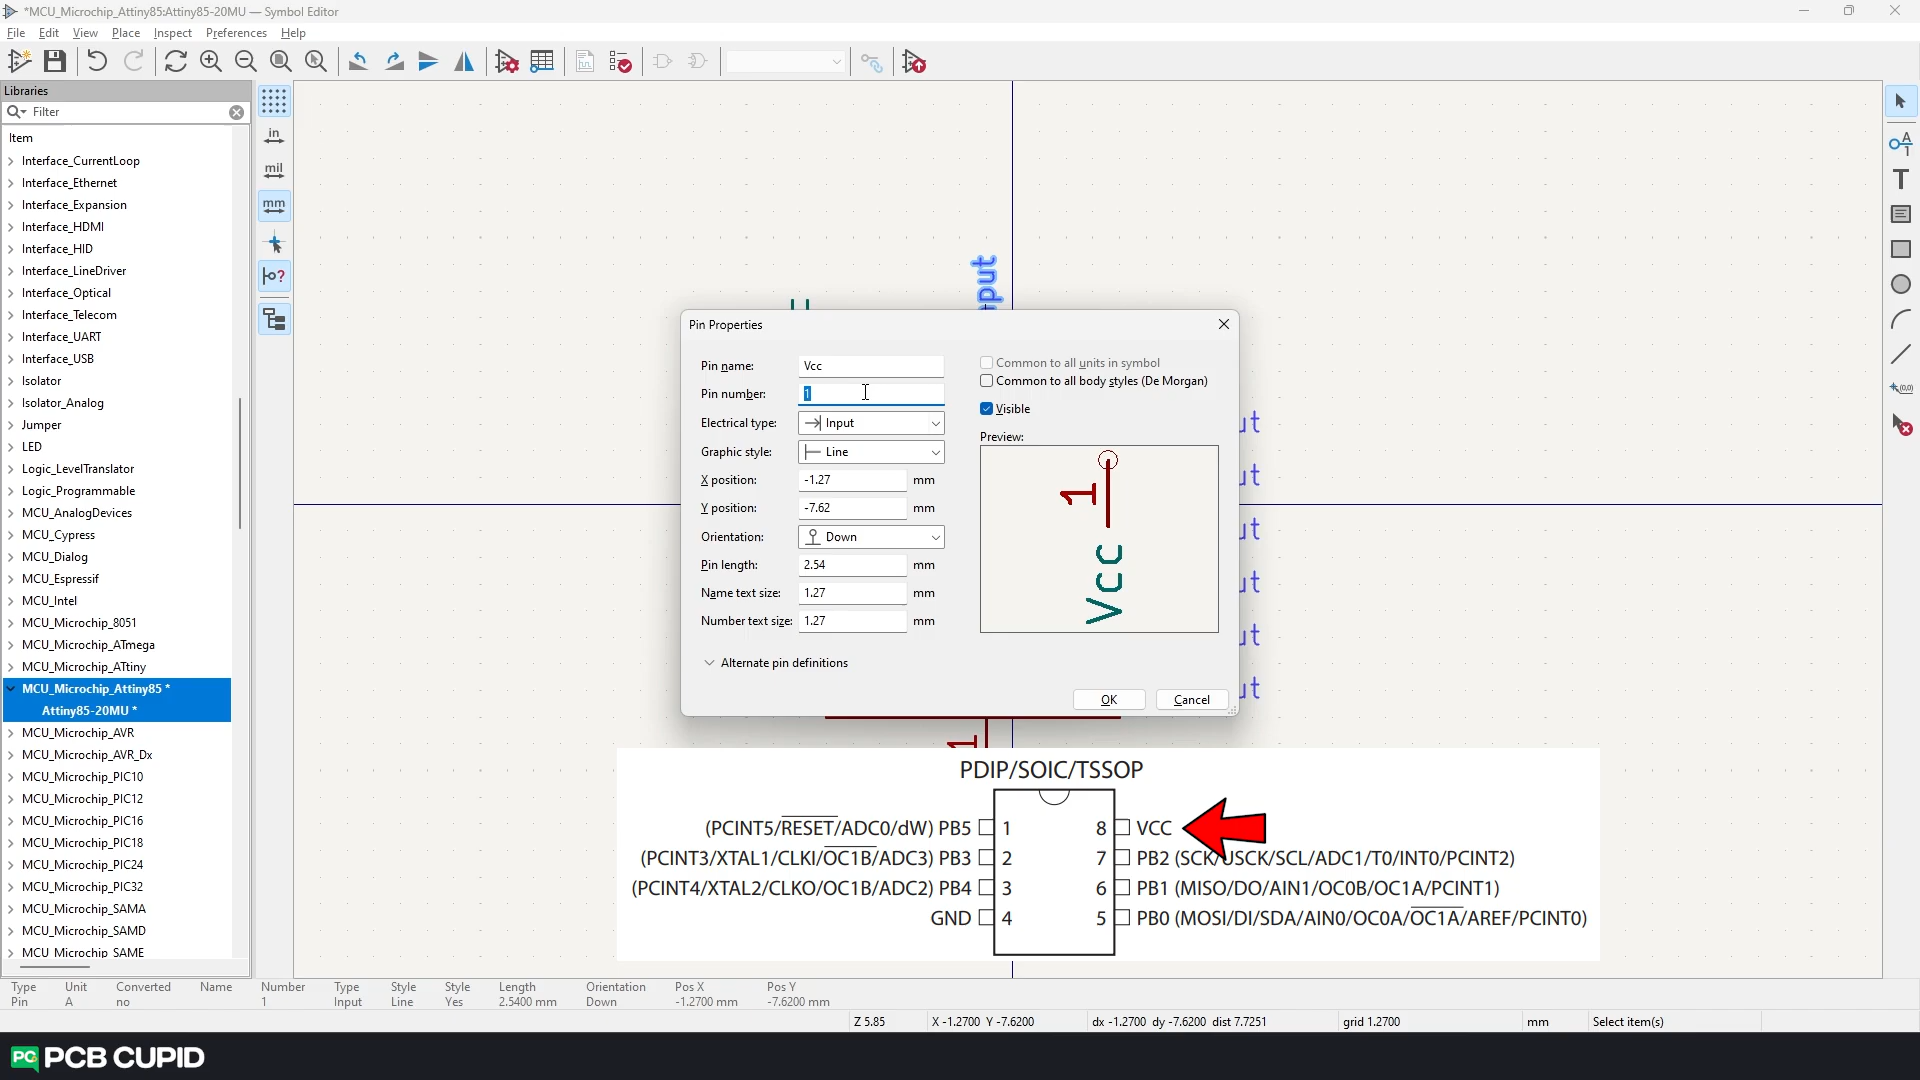 *MCU_Microchip_Attiny85:Attiny85-20MU — Symbol Editor
File Edit View Place Inspect Preferences Help
Libraries
Filter
Item
Interface_CurrentLoop
Interface_Ethernet
Interface_Expansion
Interface_HDMI
Interface_HID
Interface_LineDriver
Interface_Optical
Interface_Telecom
Interface_UART
Interface_USB
Isolator
Isolator_Analog
Jumper
LED
Logic_LevelTranslator
Logic_Programmable
MCU_AnalogDevices
MCU_Cypress
MCU_Dialog
MCU_Espressif
MCU_Intel
MCU_Microchip_8051
MCU_Microchip_ATmega
MCU_Microchip_ATtiny
MCU_Microchip_Attiny85 *
Attiny85-20MU *
MCU_Microchip_AVR
MCU_Microchip_AVR_Dx
MCU_Microchip_PIC10
MCU_Microchip_PIC12
MCU_Microchip_PIC16
MCU_Microchip_PIC18
MCU_Microchip_PIC24
MCU_Microchip_PIC32
MCU_Microchip_SAMA
MCU_Microchip_SAMD
MCU_Microchip_SAME
in
mil
mm
Pin Properties
Pin name: Vcc
Pin number: 1
Electrical type: Input
Graphic style: Line
X position: -1.27 mm
Y position: -7.62 mm
Orientation: Down
Pin length: 2.54 mm
Name text size: 1.27 mm
Number text size: 1.27 mm
Alternate pin definitions
Common to all units in symbol
Common to all body styles (De Morgan)
Visible
Preview:
1
Vcc
OK Cancel
1
PDIP/SOIC/TSSOP
(PCINT5/RESET/ADC0/dW) PB5 1 8 VCC
(PCINT3/XTAL1/CLKI/OC1B/ADC3) PB3 2 7 PB2 (SCK/USCK/SCL/ADC1/T0/INT0/PCINT2)
(PCINT4/XTAL2/CLKO/OC1B/ADC2) PB4 3 6 PB1 (MISO/DO/AIN1/OC0B/OC1A/PCINT1)
GND 4 5 PB0 (MOSI/DI/SDA/AIN0/OC0A/OC1A/AREF/PCINT0)
Type Unit Converted Name Number Type Style Style Length Orientation Pos X Pos Y
Pin A no 1 Input Line Yes 2.5400 mm Down -1.2700 mm -7.6200 mm
Z 5.85 X -1.2700 Y -7.6200 dx -1.2700 dy -7.6200 dist 7.7251 grid 1.2700 mm Select item(s)
PCB CUPID